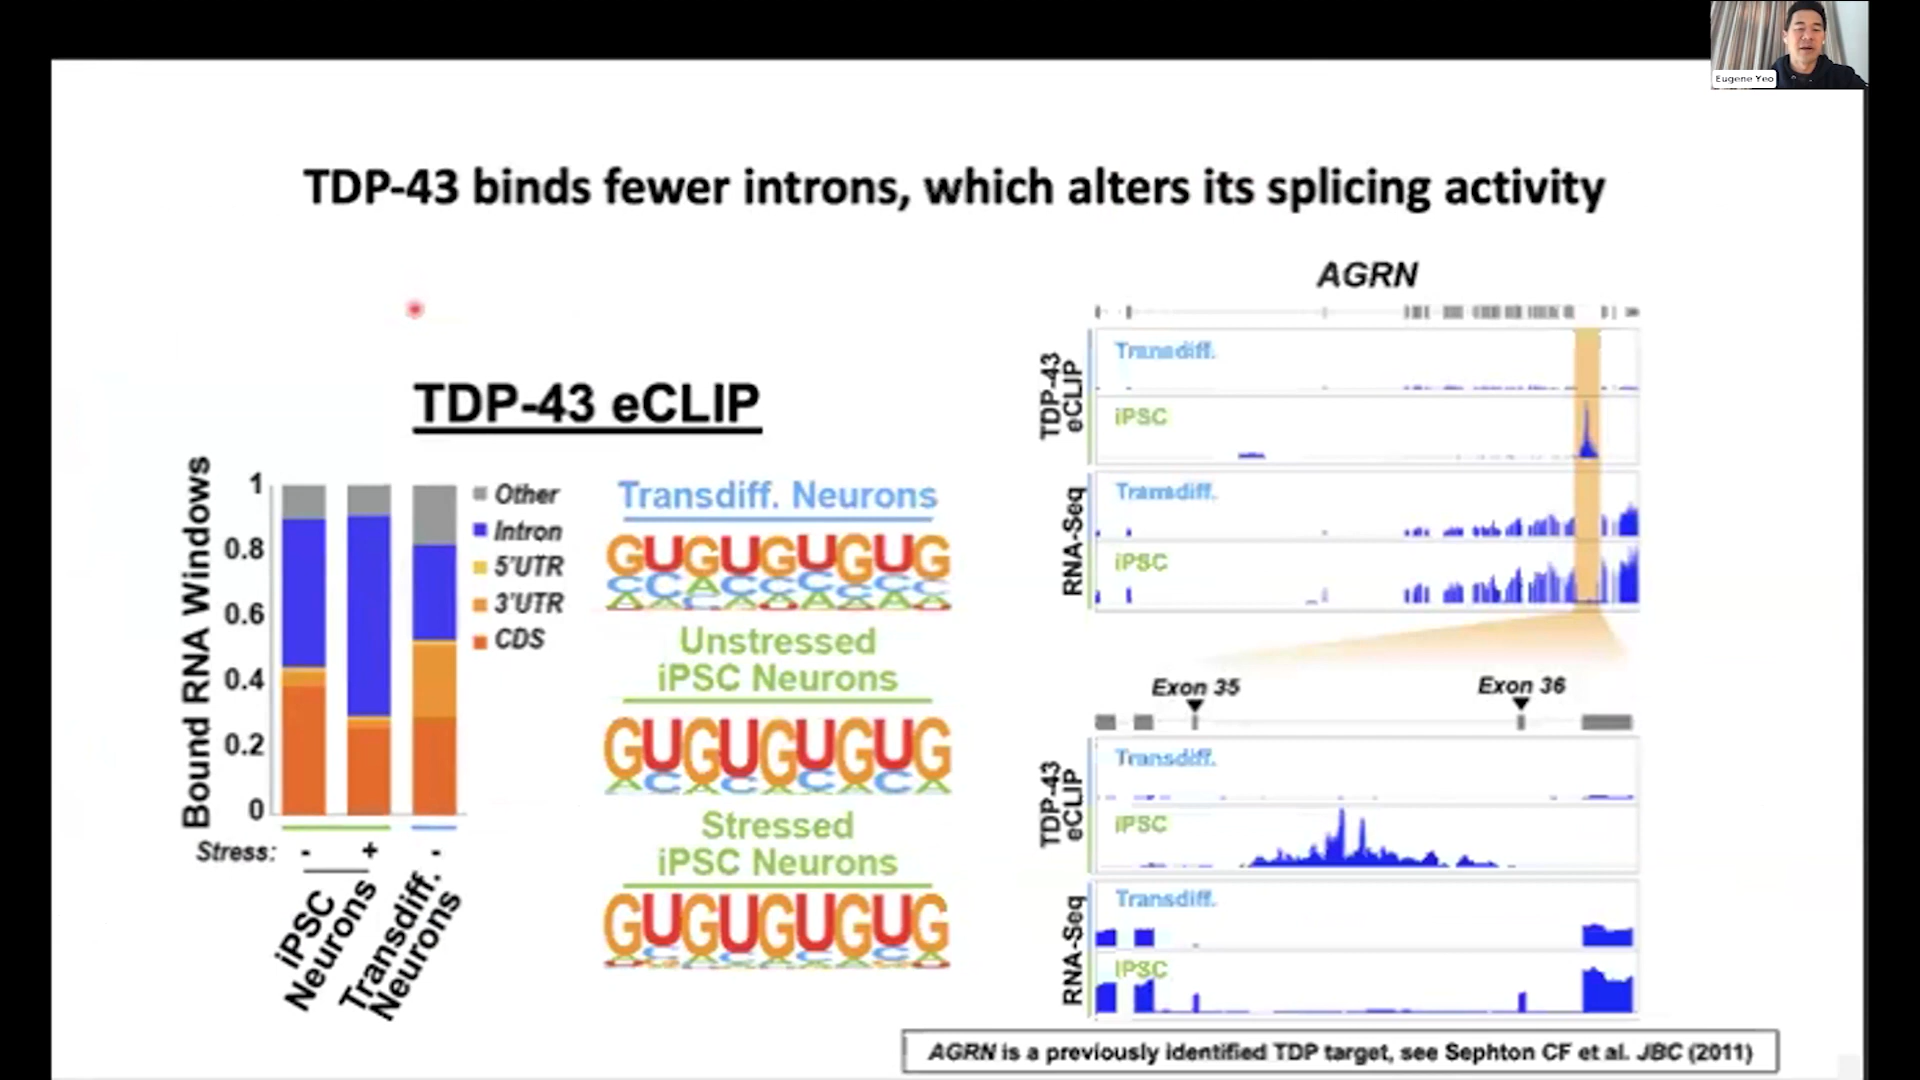 Eugene Yeo
TDP-43 binds fewer introns, which alters its splicing activity
TDP-43 eCLIP
Bound RNA Windows
1
0.8
0.6
0.4
0.2
0
Other
Intron
5'UTR
3'UTR
CDS
Stress:
-
+
-
iPSC
Neurons
Transdiff.
Neurons
Transdiff. Neurons
GUGUGUGUG
Unstressed
iPSC Neurons
GUGUGUGUG
Stressed
iPSC Neurons
GUGUGUGUG
AGRN
TDP-43
eCLIP
Transdiff.
iPSC
RNA-Seq
Transdiff.
iPSC
Exon 35
Exon 36
TDP-43
eCLIP
Transdiff.
iPSC
RNA-Seq
Transdiff.
iPSC
AGRN is a previously identified TDP target, see Sephton CF et al. JBC (2011)